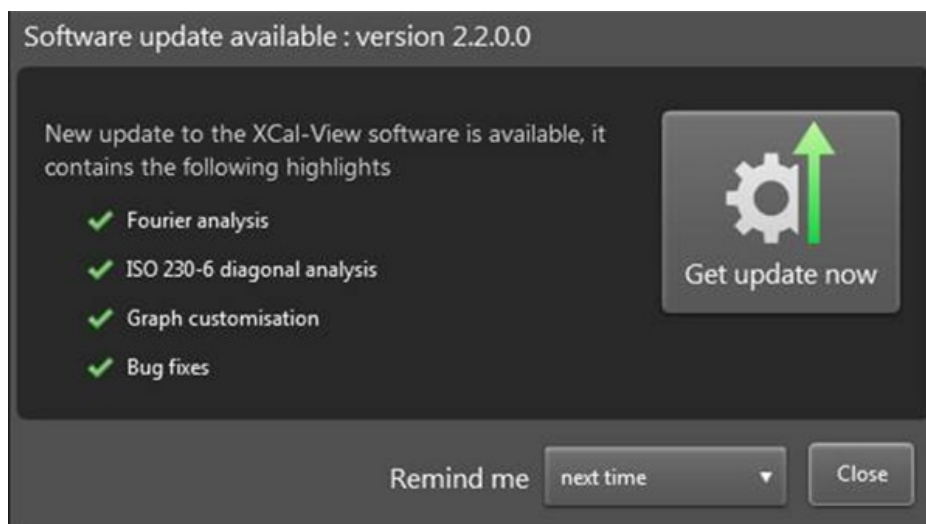 Software update available : version 2.2.0.0
New update to the XCal-View software is available, it
contains the following highlights
Fourier analysis
ISO 230-6 diagonal analysis
Graph customisation
Bug fixes
Get update now
Remind me
next time
Close